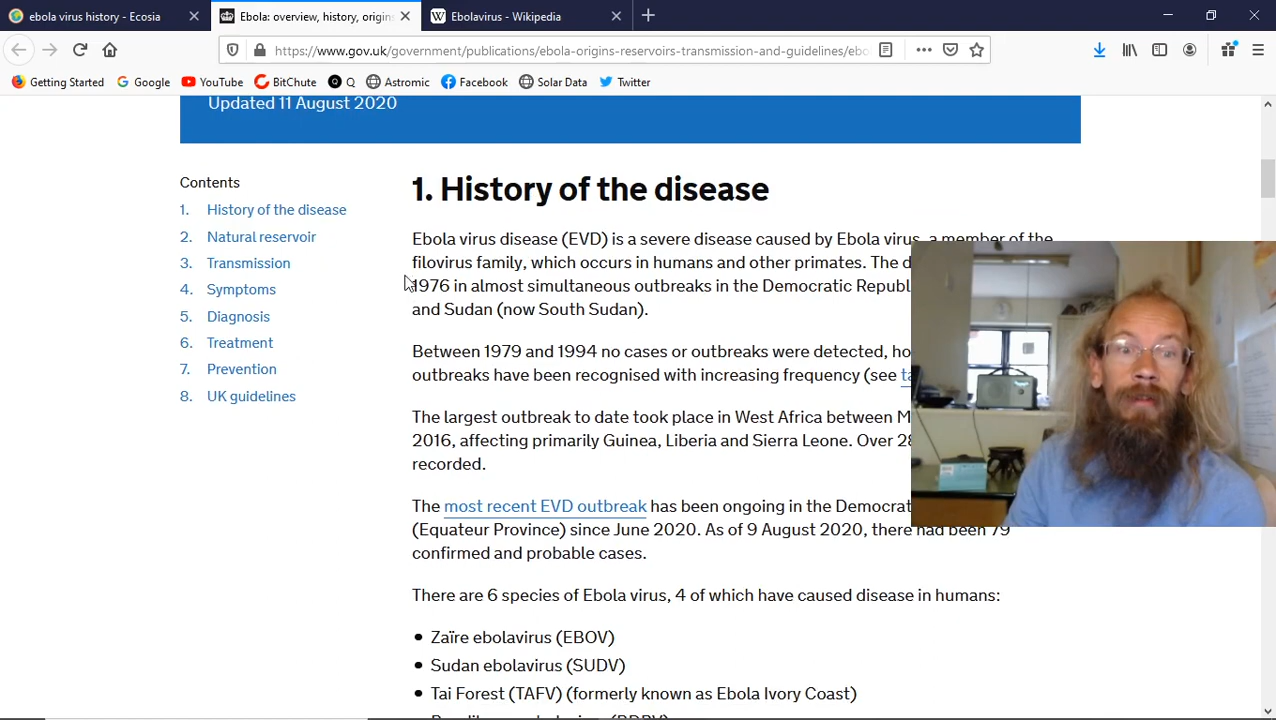 ebola virus history - Ecosia
Ebola: overview, history, origins
Ebolavirus - Wikipedia
https://www.gov.uk/government/publications/ebola-origins-reservoirs-transmission-and-guidelines/ebo
Getting Started Google YouTube BitChute Q Astromic Facebook Solar Data Twitter
Updated 11 August 2020
Contents
1. History of the disease
2. Natural reservoir
3. Transmission
4. Symptoms
5. Diagnosis
6. Treatment
7. Prevention
8. UK guidelines
1. History of the disease
Ebola virus disease (EVD) is a severe disease caused by Ebola virus, a member of the
filovirus family, which occurs in humans and other primates. The d
1976 in almost simultaneous outbreaks in the Democratic Republ
and Sudan (now South Sudan).
Between 1979 and 1994 no cases or outbreaks were detected, ho
outbreaks have been recognised with increasing frequency (see ta
The largest outbreak to date took place in West Africa between M
2016, affecting primarily Guinea, Liberia and Sierra Leone. Over 28
recorded.
The most recent EVD outbreak has been ongoing in the Democrat
(Equateur Province) since June 2020. As of 9 August 2020, there had been 79
confirmed and probable cases.
There are 6 species of Ebola virus, 4 of which have caused disease in humans:
• Zaïre ebolavirus (EBOV)
• Sudan ebolavirus (SUDV)
• Tai Forest (TAFV) (formerly known as Ebola Ivory Coast)